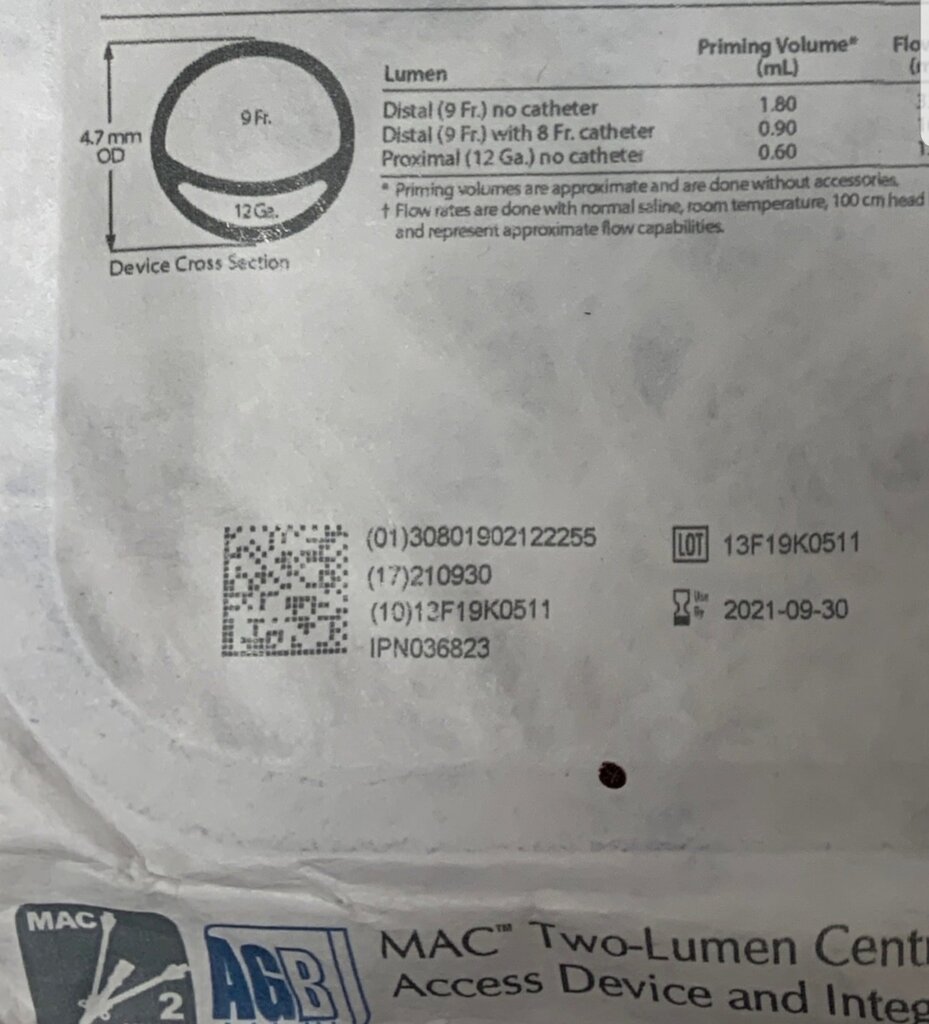 Priming Volume*
Lumen (mL)
Distal (9 Fr.) no catheter 1.80
Distal (9 Fr.) with 8 Fr. catheter 0.90
Proximal (12 Ga.) no catheter 0.60
* Priming volumes are approximate and are done without accessories.
† Flow rates are done with normal saline, room temperature, 100 cm head
and represent approximate flow capabilities.
9 Fr.
4.7 mm
OD
12 Ga.
Device Cross Section
(01)30801902122255
(17)210930
(10)13F19K0511
IPN036823
LOT 13F19K0511
Use By 2021-09-30
MAC
2
AGB
MAC™ Two-Lumen
Access Device and